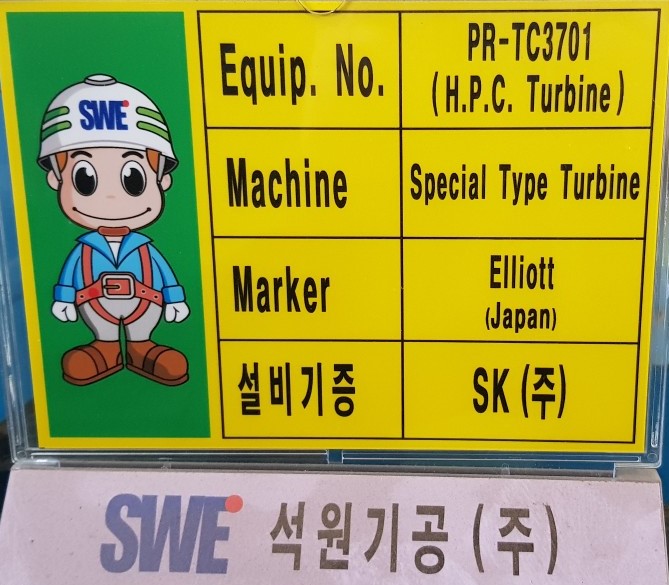 SWE
Equip. No.
PR-TC3701
(H.P.C. Turbine)
Machine
Special Type Turbine
Marker
Elliott
(Japan)
설비기증
SK (주)
SWE 석원기공 (주)